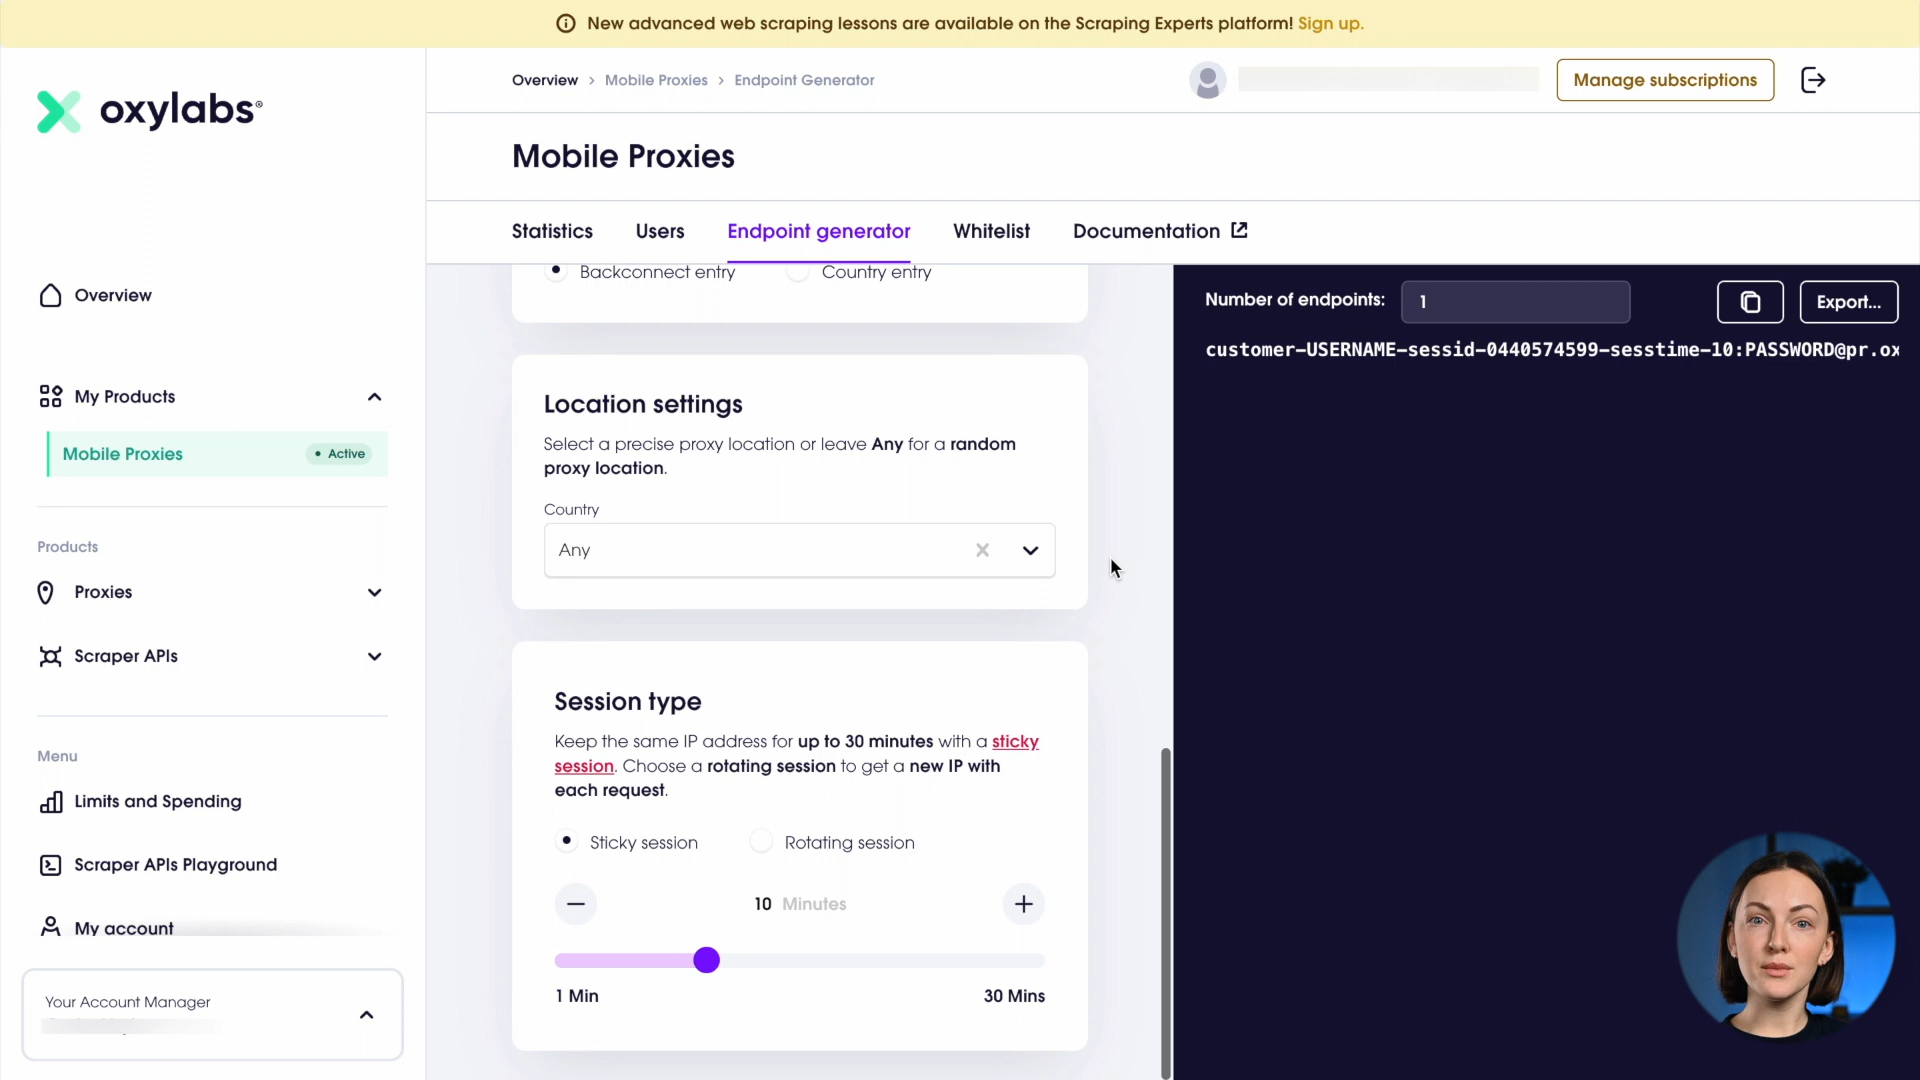 New advanced web scraping lessons are available on the Scraping Experts platform! Sign up.
oxylabs®
Overview > Mobile Proxies > Endpoint Generator
Manage subscriptions
Mobile Proxies
Statistics Users Endpoint generator Whitelist Documentation
Overview
My Products
Mobile Proxies • Active
Products
Proxies
Scraper APIs
Menu
Limits and Spending
Scraper APIs Playground
My account
Your Account Manager
Backconnect entry Country entry
Location settings
Select a precise proxy location or leave Any for a random
proxy location.
Country
Any
Session type
Keep the same IP address for up to 30 minutes with a sticky
session. Choose a rotating session to get a new IP with
each request.
Sticky session Rotating session
10 Minutes
1 Min 30 Mins
Number of endpoints: 1 Export...
customer-USERNAME-sessid-0440574599-sesstime-10:PASSWORD@pr.ox